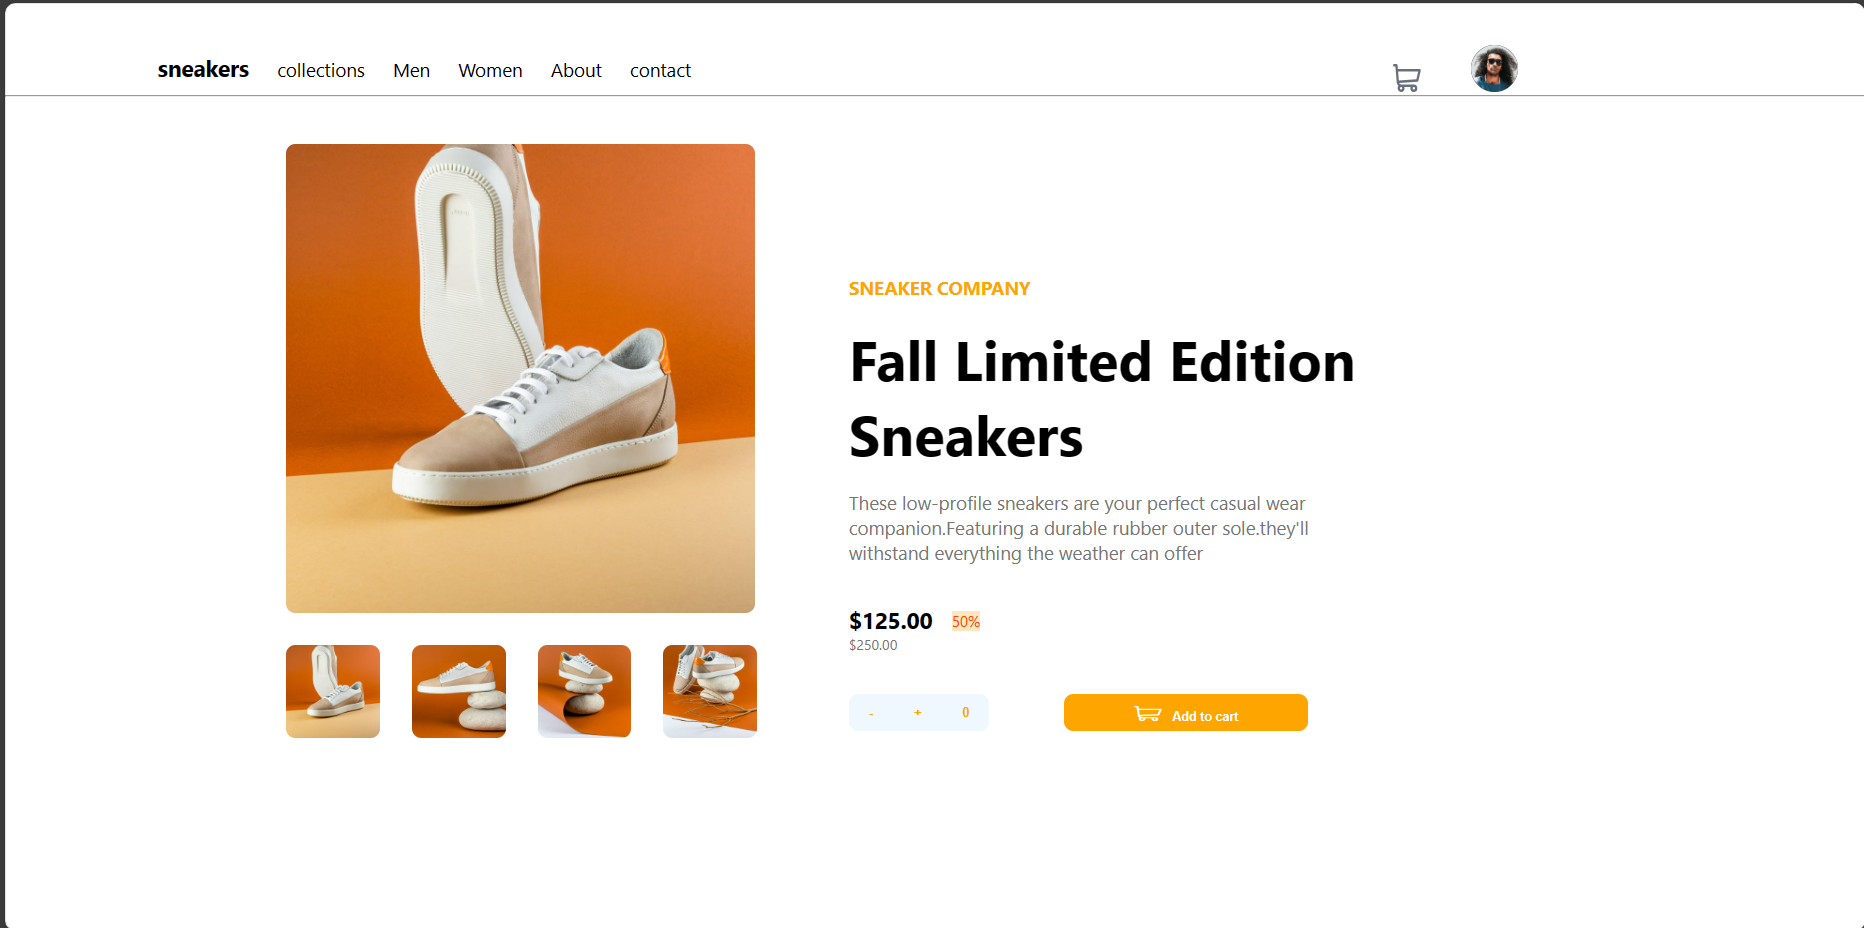 sneakers collections Men Women About contact
SNEAKER COMPANY
Fall Limited Edition
Sneakers
These low-profile sneakers are your perfect casual wear
companion.Featuring a durable rubber outer sole.they'll
withstand everything the weather can offer
$125.00 50%
$250.00
- + 0
Add to cart